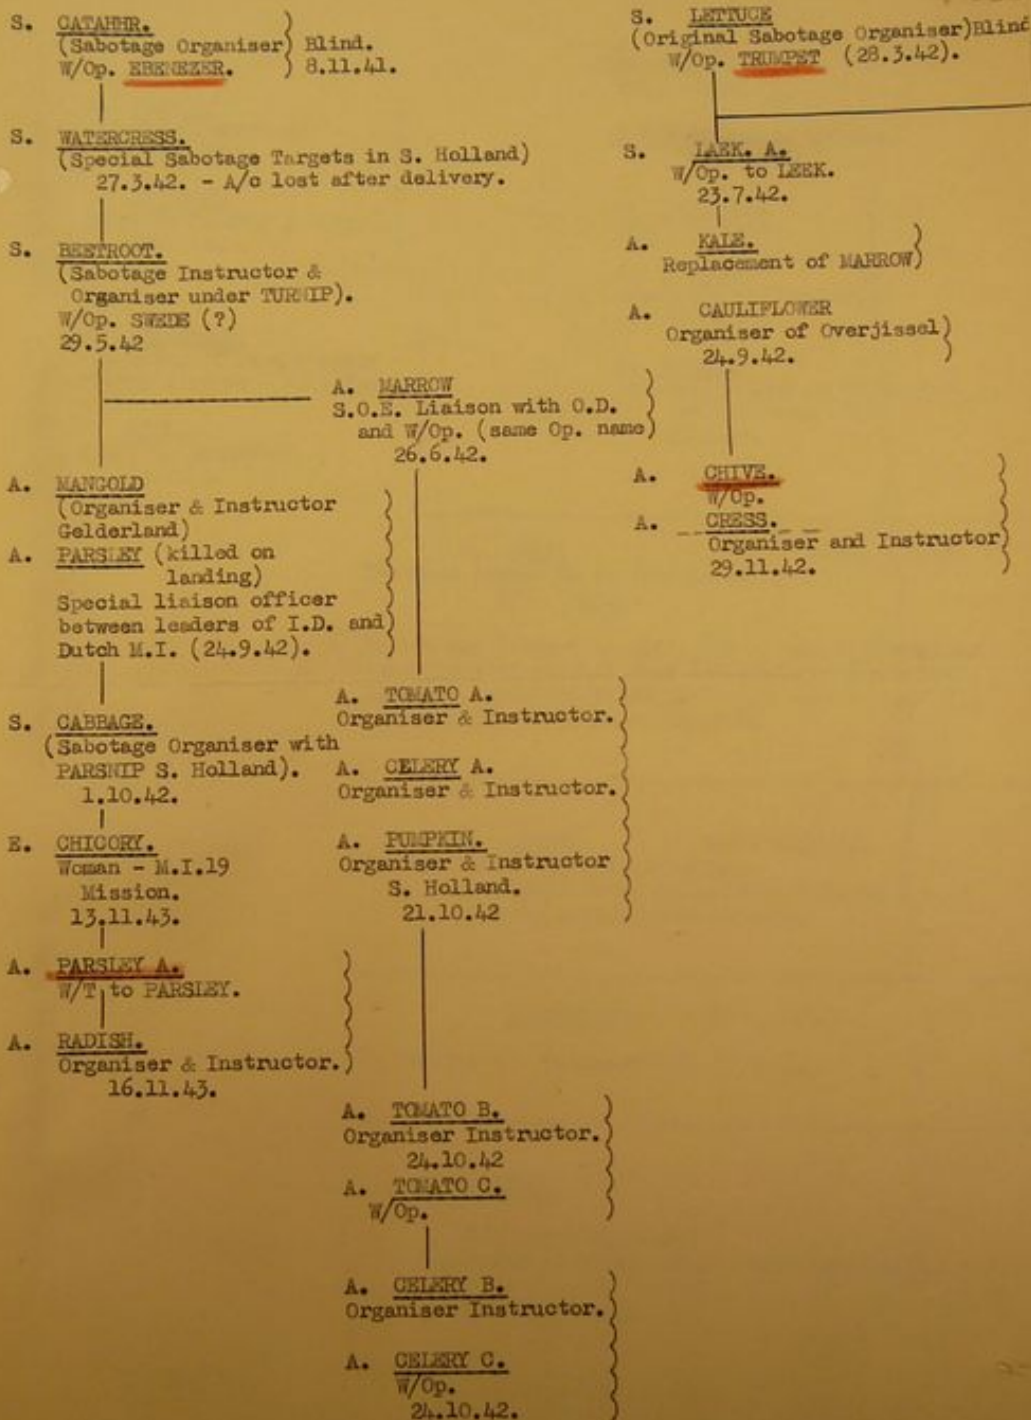 S. CATARRH.
(Sabotage Organiser) Blind.
W/Op. EBENEZER. ) 8.11.41.
S. WATERCRESS.
(Special Sabotage Targets in S. Holland)
27.3.42. - A/c lost after delivery.
S. BEETROOT.
(Sabotage Instructor &
Organiser under TURNIP).
W/Op. SWEDE (?)
29.5.42
A. MARROW
S.O.E. Liaison with O.D.
and W/Op. (same Op. name)
26.6.42.
A. MANGOLD
(Organiser & Instructor
Gelderland)
A. PARSLEY (killed on
landing)
Special liaison officer
between leaders of I.D. and
Dutch M.I. (24.9.42).
S. CABBAGE.
(Sabotage Organiser with
PARSNIP S. Holland).
1.10.42.
E. CHICORY.
Woman - M.I.19
Mission.
13.11.43.
A. PARSLEY A.
W/T to PARSLEY.
A. RADISH.
Organiser & Instructor.)
16.11.43.
A. TOMATO A.
Organiser & Instructor.
A. CELERY A.
Organiser & Instructor.
A. PUMPKIN.
Organiser & Instructor
S. Holland.
21.10.42
A. TOMATO B.
Organiser Instructor.
24.10.42
A. TOMATO C.
W/Op.
A. CELERY B.
Organiser Instructor.
A. CELERY C.
W/Op.
24.10.42.
S. LETTUCE
(Original Sabotage Organiser)Blind
W/Op. TRUMPET (28.3.42).
S. LAEK. A.
W/Op. to LEEK.
23.7.42.
A. KALE.
Replacement of MARROW)
A. CAULIFLOWER
Organiser of Overjissel)
24.9.42.
A. CHIVE.
W/Op.
A. CRESS.
Organiser and Instructor)
29.11.42.